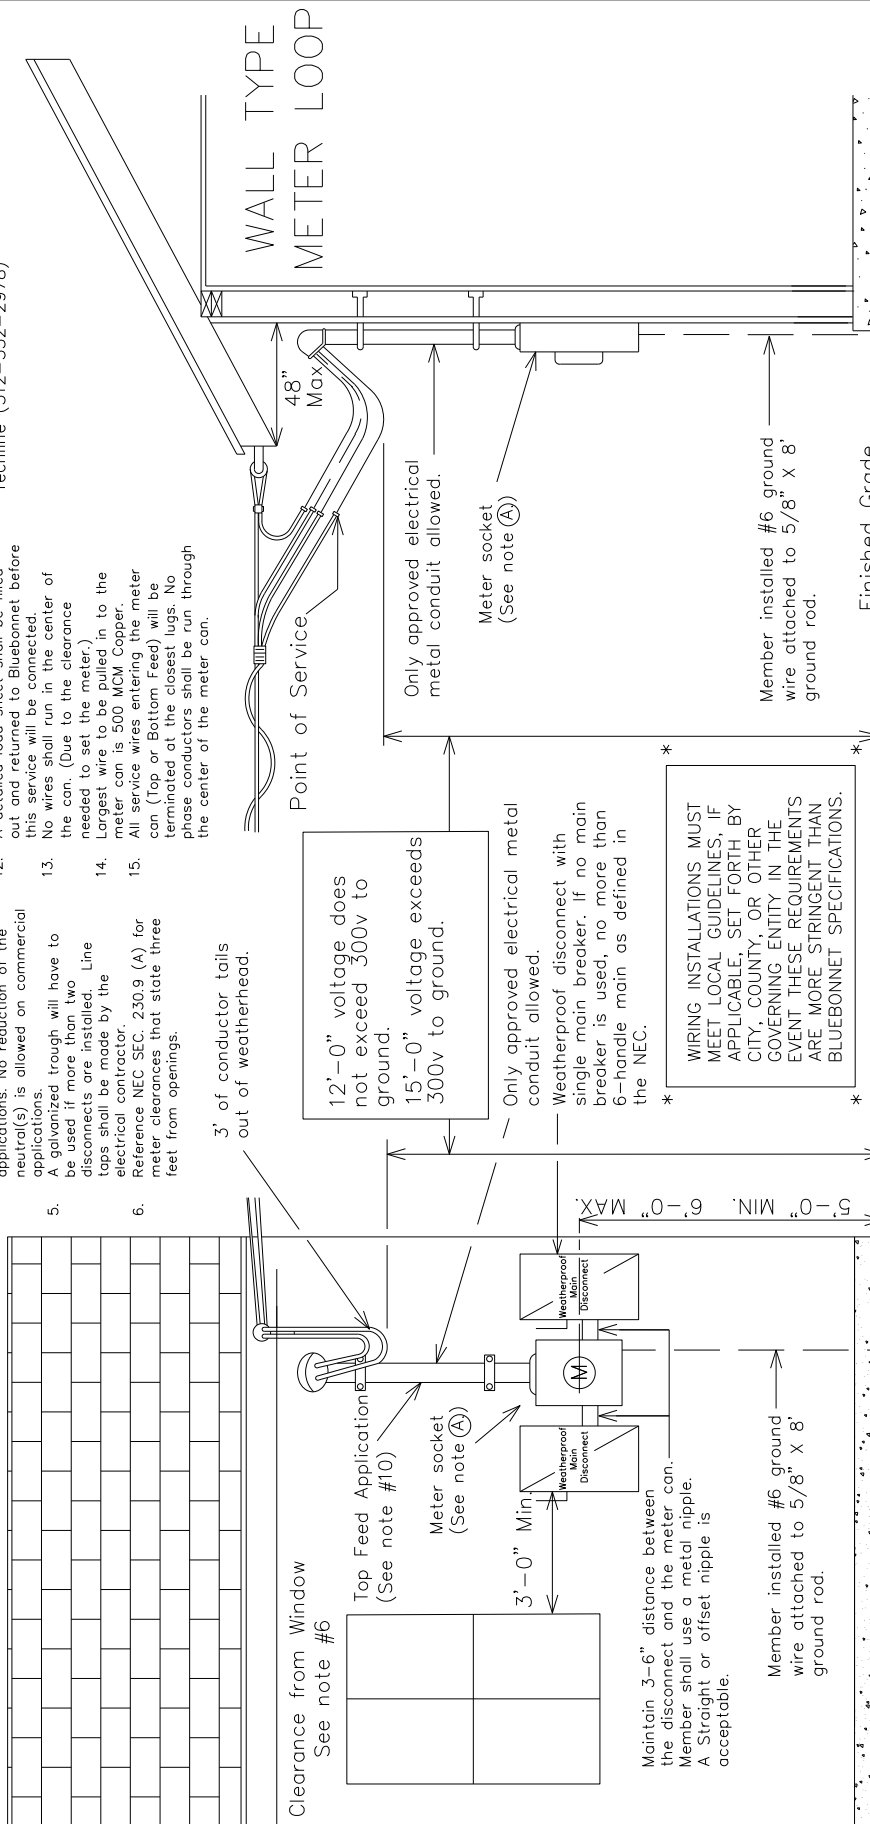 applications. No reduction of the
neutral(s) is allowed on commercial
applications.
5. A galvanized trough will have to
be used if more than two
disconnects are installed. Line
taps shall be made by the
electrical contractor.
6. Reference NEC SEC. 230.9 (A) for
meter clearances that state three
feet from openings.
12. A detailed load sheet shall be filled
out and returned to Bluebonnet before
this service will be connected.
13. No wires shall run in the center of
the can. (Due to the clearance
needed to set the meter.)
14. Largest wire to be pulled in to the
meter can is 500 MCM Copper.
15. All service wires entering the meter
can (Top or Bottom Feed) will be
terminated at the closest lugs. No
phase conductors shall be run through
the center of the meter can.
Techline (512-332-2978)
WALL TYPE
METER LOOP
3' of conductor tails
out of weatherhead.
Point of Service
48"
Max
Clearance from Window
See note #6
12'-0" voltage does
not exceed 300v to
ground.
15'-0" voltage exceeds
300v to ground.
Top Feed Application
(See note #10)
Only approved electrical
metal conduit allowed.
Meter socket
(See note A.)
Meter socket
(See note A.)
Only approved electrical metal
conduit allowed.
Weatherproof disconnect with
single main breaker. If no main
breaker is used, no more than
6-handle main as defined in
the NEC.
3'-0" Min.
Weatherproof
Main
Disconnect
M
Weatherproof
Main
Disconnect
5'-0" MIN. 6'-0" MAX.
Maintain 3-6" distance between
the disconnect and the meter can.
Member shall use a metal nipple.
A Straight or offset nipple is
acceptable.
* *
WIRING INSTALLATIONS MUST
MEET LOCAL GUIDELINES, IF
APPLICABLE, SET FORTH BY
CITY, COUNTY, OR OTHER
GOVERNING ENTITY IN THE
EVENT THESE REQUIREMENTS
ARE MORE STRINGENT THAN
BLUEBONNET SPECIFICATIONS.
* *
Member installed #6 ground
wire attached to 5/8" X 8'
ground rod.
Member installed #6 ground
wire attached to 5/8" X 8'
ground rod.
Finished Grade